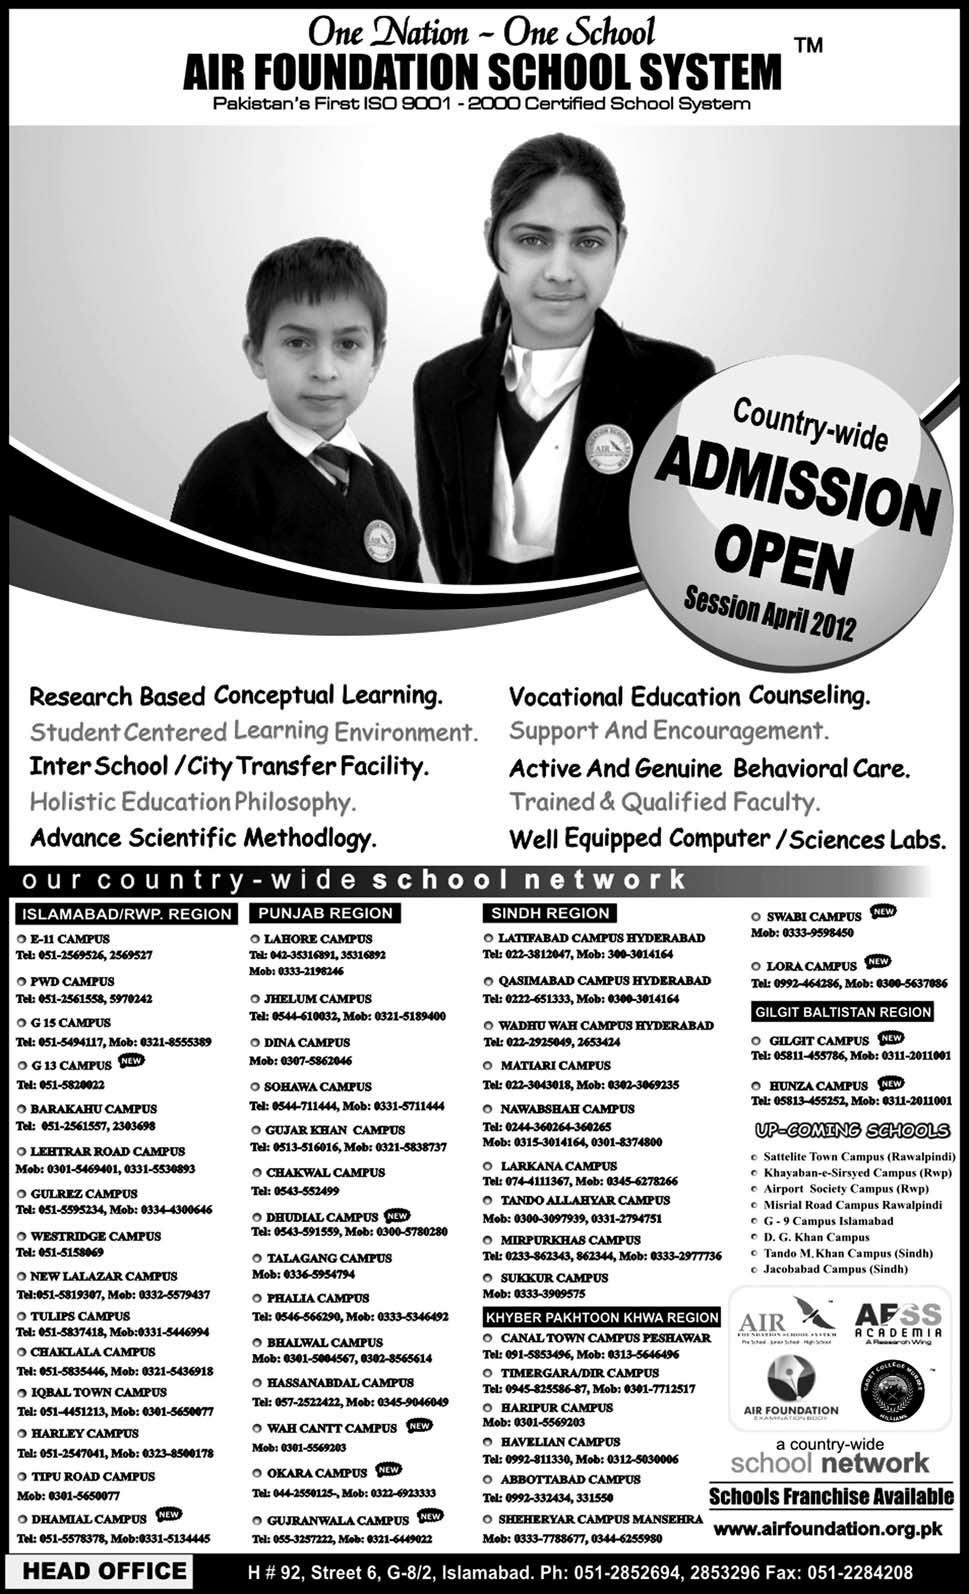 One Nation ~ One School
AIR FOUNDATION SCHOOL SYSTEM TM
Pakistan's First ISO 9001 - 2000 Certified School System
Country-wide
ADMISSION
OPEN
Session April 2012
Research Based Conceptual Learning.
Student Centered Learning Environment.
Inter School / City Transfer Facility.
Holistic Education Philosophy.
Advance Scientific Methodlogy.
Vocational Education Counseling.
Support And Encouragement.
Active And Genuine Behavioral Care.
Trained & Qualified Faculty.
Well Equipped Computer / Sciences Labs.
our country-wide school network
ISLAMABAD/RWP. REGION
E-11 CAMPUS
Tel: 051-2569526, 2569527
PWD CAMPUS
Tel: 051-2561558, 5970242
G 15 CAMPUS
Tel: 051-5494117, Mob: 0321-8555389
G 13 CAMPUS NEW
Tel: 051-5820022
BARAKAHU CAMPUS
Tel: 051-2561557, 2303698
LEHTRAR ROAD CAMPUS
Mob: 0301-5469401, 0331-5530893
GULREZ CAMPUS
Tel: 051-5595234, Mob: 0334-4300646
WESTRIDGE CAMPUS
Tel: 051-5158069
NEW LALAZAR CAMPUS
Tel:051-5819307, Mob: 0332-5579437
TULIPS CAMPUS
Tel: 051-5837418, Mob:0331-5446994
CHAKLALA CAMPUS
Tel: 051-5835446, Mob: 0321-5436918
IQBAL TOWN CAMPUS
Tel: 051-4451213, Mob: 0301-5650077
HARLEY CAMPUS
Tel: 051-2547041, Mob: 0323-8500178
TIPU ROAD CAMPUS
Mob: 0301-5650077
DHAMIAL CAMPUS NEW
Tel: 051-5578378, Mob:0331-5134445
PUNJAB REGION
LAHORE CAMPUS
Tel: 042-35316891, 35316892
Mob: 0333-2198246
JHELUM CAMPUS
Tel: 0544-610032, Mob: 0321-5189400
DINA CAMPUS
Mob: 0307-5862046
SOHAWA CAMPUS
Tel: 0544-711444, Mob: 0331-5711444
GUJAR KHAN CAMPUS
Tel: 0513-516016, Mob: 0321-5838737
CHAKWAL CAMPUS
Tel: 0543-552499
DHUDIAL CAMPUS NEW
Tel: 0543-591559, Mob: 0300-5780280
TALAGANG CAMPUS
Mob: 0336-5954794
PHALIA CAMPUS
Tel: 0546-566290, Mob: 0333-5346492
BHALWAL CAMPUS
Mob: 0301-5004567, 0302-8565614
HASSANABDAL CAMPUS
Tel: 057-2522422, Mob: 0345-9046049
WAH CANTT CAMPUS NEW
Mob: 0301-5569203
OKARA CAMPUS NEW
Tel: 044-2550125-, Mob: 0322-6923333
GUJRANWALA CAMPUS NEW
Tel: 055-3257222, Mob: 0321-6449022
SINDH REGION
LATIFABAD CAMPUS HYDERABAD
Tel: 022-3812047, Mob: 300-3014164
QASIMABAD CAMPUS HYDERABAD
Tel: 0222-651333, Mob: 0300-3014164
WADHU WAH CAMPUS HYDERABAD
Tel: 022-2925049, 2653424
MATIARI CAMPUS
Tel: 022-3043018, Mob: 0302-3069235
NAWABSHAH CAMPUS
Tel: 0244-360264-360265
Mob: 0315-3014164, 0301-8374800
LARKANA CAMPUS
Tel: 074-4111367, Mob: 0345-6278266
TANDO ALLAHYAR CAMPUS
Mob: 0300-3097939, 0331-2794751
MIRPURKHAS CAMPUS
Tel: 0233-862343, 862344, Mob: 0333-2977736
SUKKUR CAMPUS
Mob: 0333-3909575
KHYBER PAKHTOON KHWA REGION
CANAL TOWN CAMPUS PESHAWAR
Tel: 091-5853496, Mob: 0313-5646496
TIMERGARA/DIR CAMPUS
Tel: 0945-825586-87, Mob: 0301-7712517
HARIPUR CAMPUS
Mob: 0301-5569203
HAVELIAN CAMPUS
Tel: 0992-811330, Mob: 0312-5030006
ABBOTTABAD CAMPUS
Tel: 0992-332434, 331550
SHEHERYAR CAMPUS MANSEHRA
Mob: 0333-7788677, 0344-6255980
SWABI CAMPUS NEW
Mob: 0333-9598450
LORA CAMPUS NEW
Tel: 0992-464286, Mob: 0300-5637086
GILGIT BALTISTAN REGION
GILGIT CAMPUS NEW
Tel: 05811-455786, Mob: 0311-2011001
HUNZA CAMPUS NEW
Tel: 05813-455252, Mob: 0311-2011001
UP-COMING SCHOOLS
Sattelite Town Campus (Rawalpindi)
Khayaban-e-Sirsyed Campus (Rwp)
Airport Society Campus (Rwp)
Misrial Road Campus Rawalpindi
G - 9 Campus Islamabad
D. G. Khan Campus
Tando M. Khan Campus (Sindh)
Jacobabad Campus (Sindh)
AIR
FOUNDATION SCHOOL SYSTEM
Pre School - Junior School - High School
AFSS
ACADEMIA
A Research Wing
AIR FOUNDATION
EXAMINATION BODY
CADET COLLEGE MURREE
HILLIANS
a country-wide
school network
Schools Franchise Available
www.airfoundation.org.pk
HEAD OFFICE
H # 92, Street 6, G-8/2, Islamabad. Ph: 051-2852694, 2853296 Fax: 051-2284208